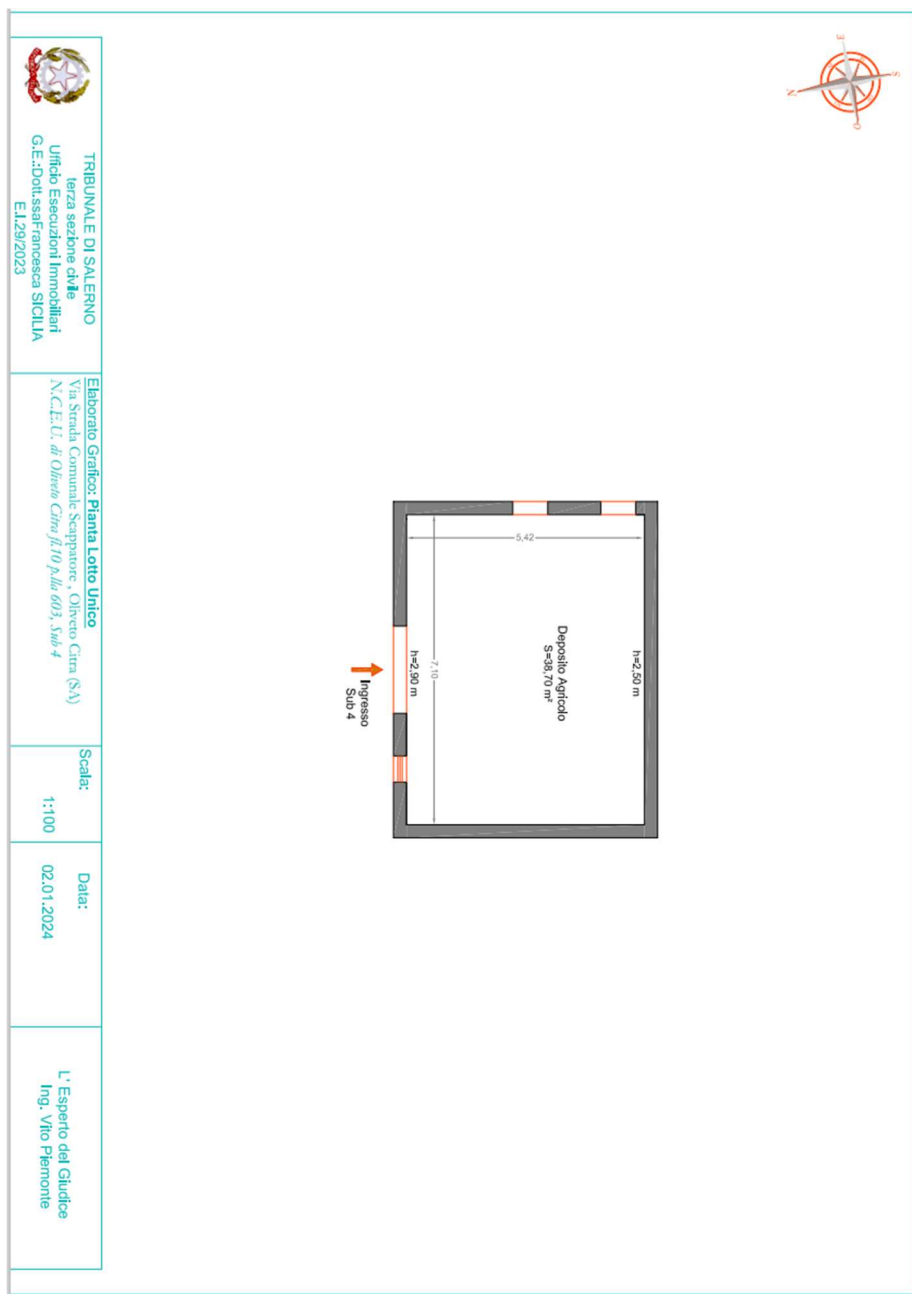 E
S
N
O
h=2,50 m
5,42
Deposito Agricolo
S=38,70 m²
7,10
h=2,90 m
Ingresso
Sub 4
TRIBUNALE DI SALERNO
terza sezione civile
Ufficio Esecuzioni Immobiliari
G.E.:Dott.ssaFrancesca SICILIA
E.I.29/2023
Elaborato Grafico: Pianta Lotto Unico
Via Strada Comunale Scappatore , Oliveto Citra (SA)
N.C.E.U. di Oliveto Citra fl.10 p.lla 603, Sub 4
Scala:
1:100
Data:
02.01.2024
L' Esperto del Giudice
Ing. Vito Piemonte